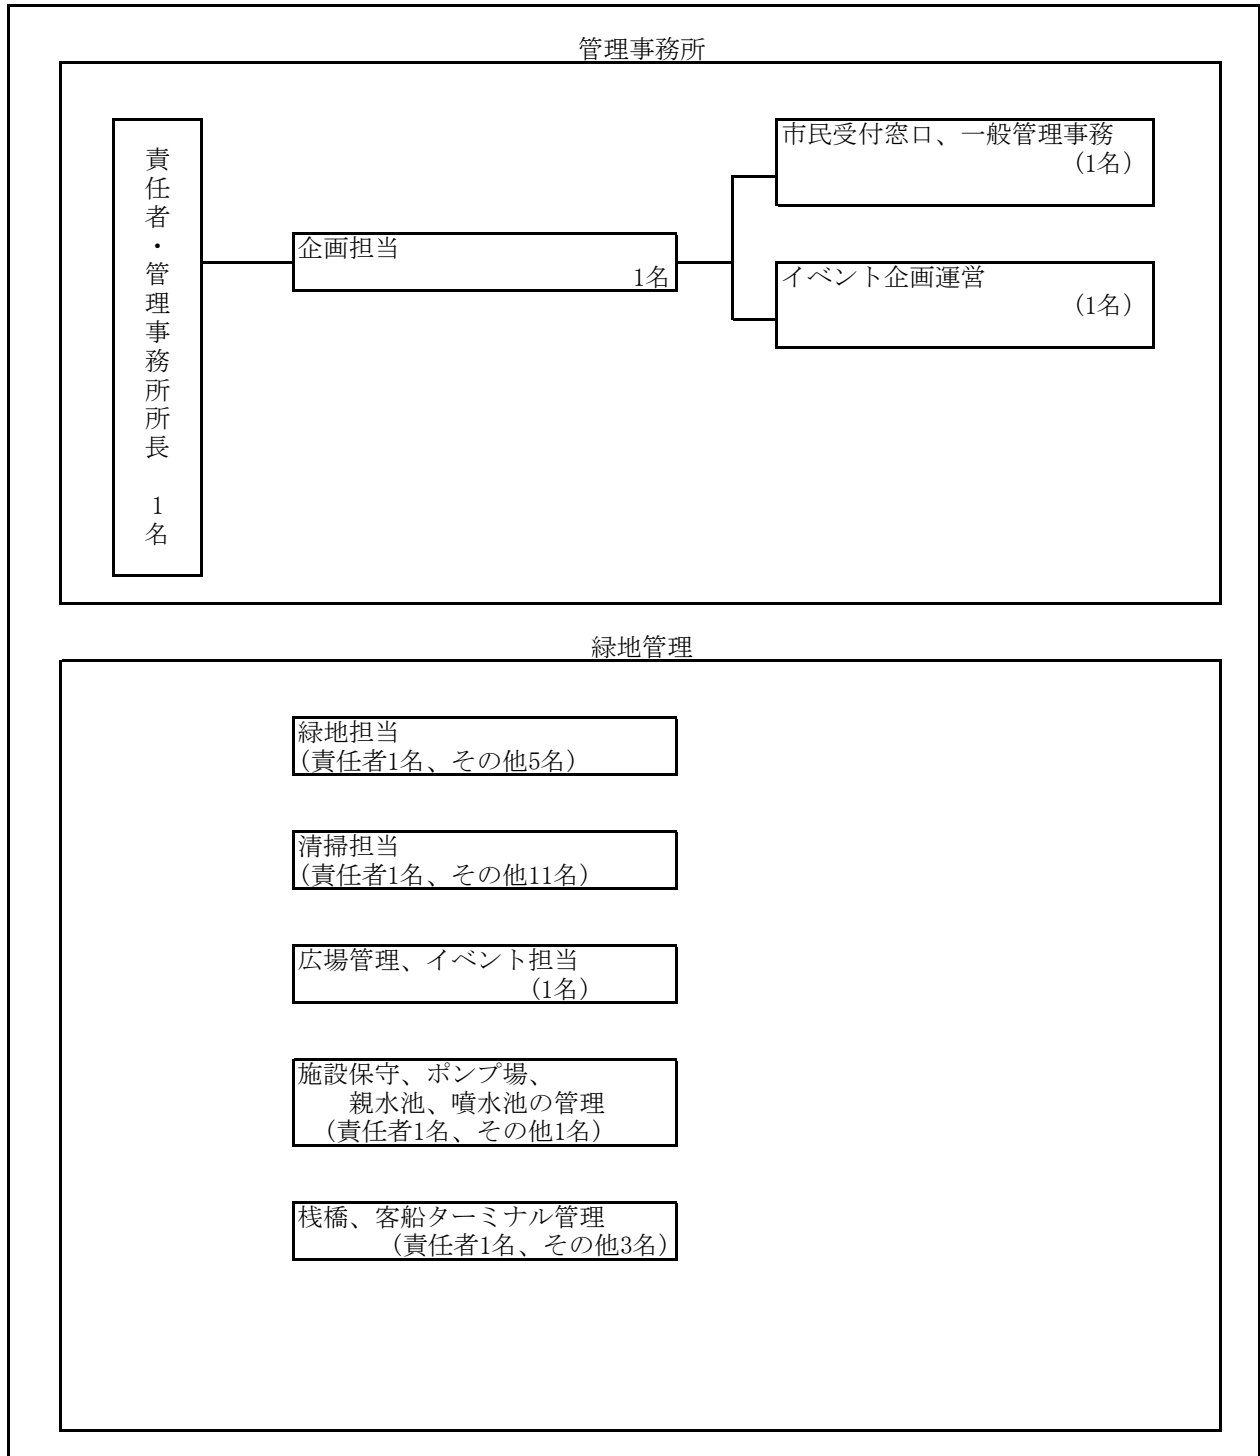 管理事務所
責任者・管理事務所所長 1名
企画担当
1名
市民受付窓口、一般管理事務
(1名)
イベント企画運営
(1名)
緑地管理
緑地担当
(責任者1名、その他5名)
清掃担当
(責任者1名、その他11名)
広場管理、イベント担当
(1名)
施設保守、ポンプ場、
親水池、噴水池の管理
(責任者1名、その他1名)
桟橋、客船ターミナル管理
(責任者1名、その他3名)